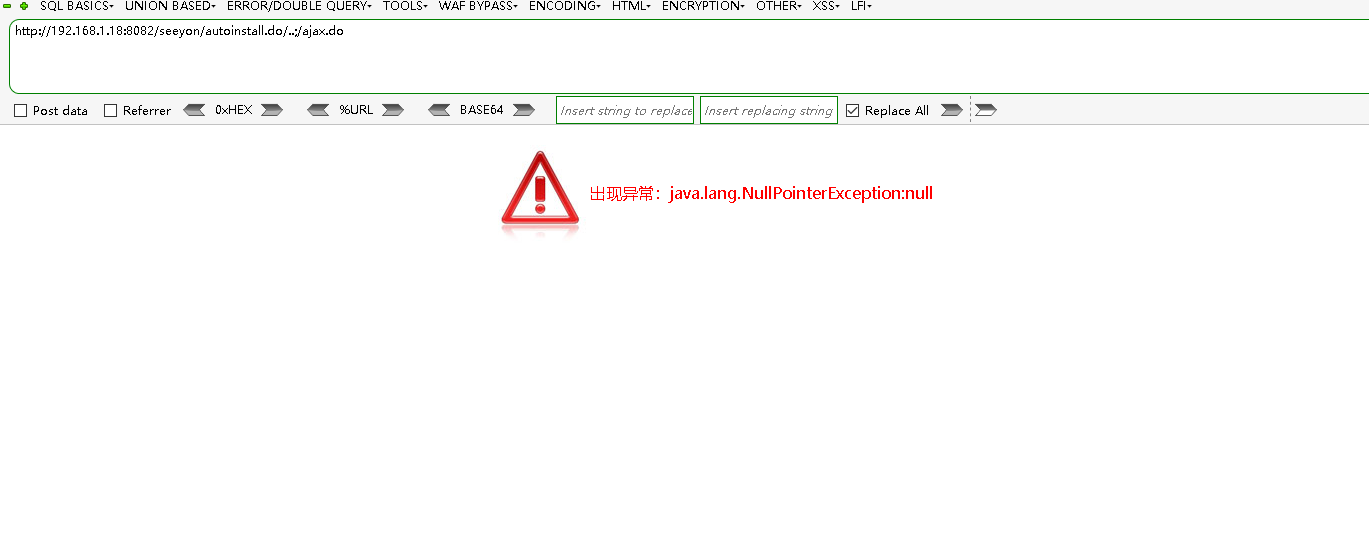 SQL BASICS UNION BASED ERROR/DOUBLE QUERY TOOLS WAF BYPASS ENCODING HTML ENCRYPTION OTHER XSS LFI
http://192.168.1.18:8082/seeyon/autoinstall.do/..;/ajax.do
Post data Referrer 0xHEX %URL BASE64 Insert string to replace Insert replacing string Replace All
出现异常：java.lang.NullPointerException:null